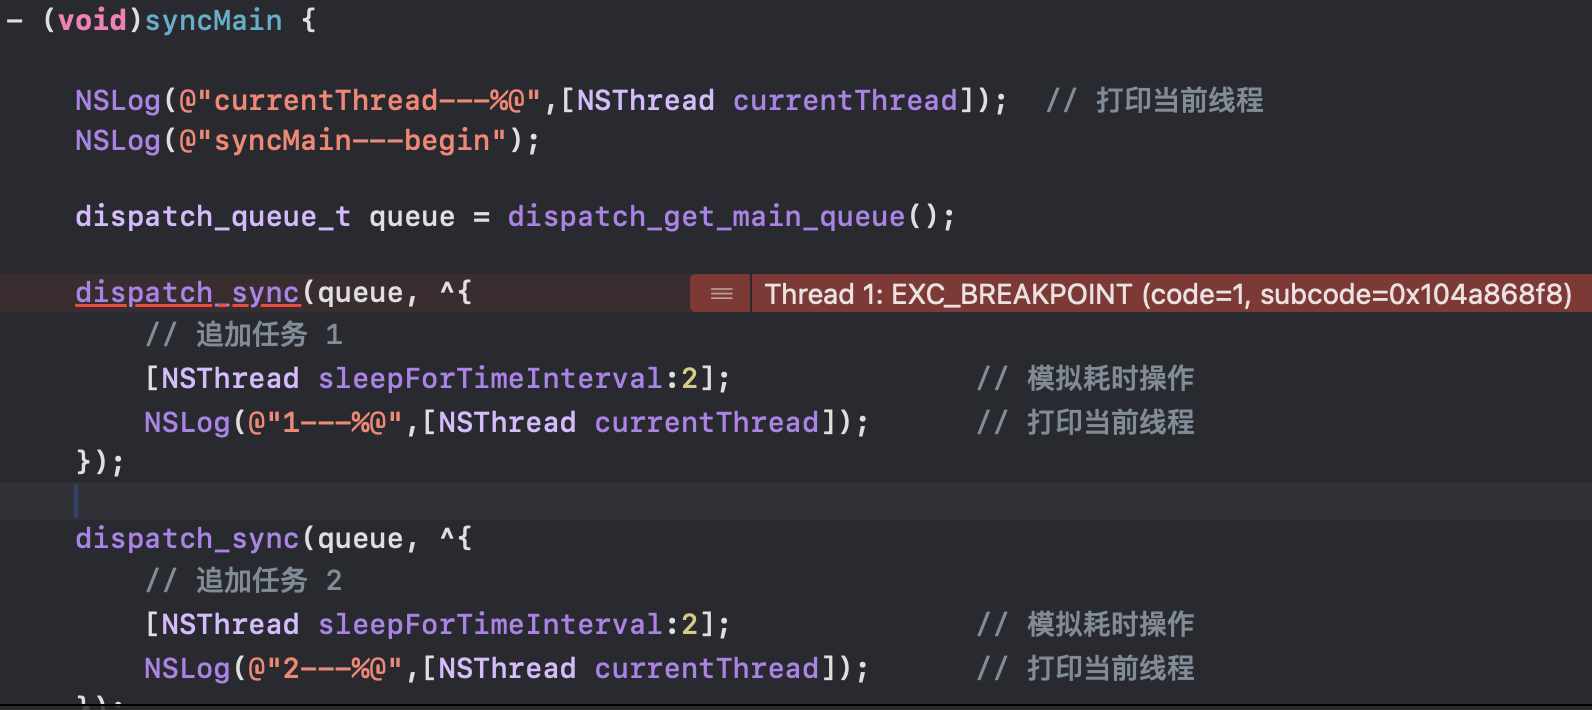 - (void)syncMain {
NSLog(@"currentThread---%@",[NSThread currentThread]);  // 打印当前线程
NSLog(@"syncMain---begin");
dispatch_queue_t queue = dispatch_get_main_queue();
dispatch_sync(queue, ^{ Thread 1: EXC_BREAKPOINT (code=1, subcode=0x104a868f8)
// 追加任务 1
[NSThread sleepForTimeInterval:2]; // 模拟耗时操作
NSLog(@"1---%@",[NSThread currentThread]); // 打印当前线程
});
dispatch_sync(queue, ^{
// 追加任务 2
[NSThread sleepForTimeInterval:2]; // 模拟耗时操作
NSLog(@"2---%@",[NSThread currentThread]); // 打印当前线程
});